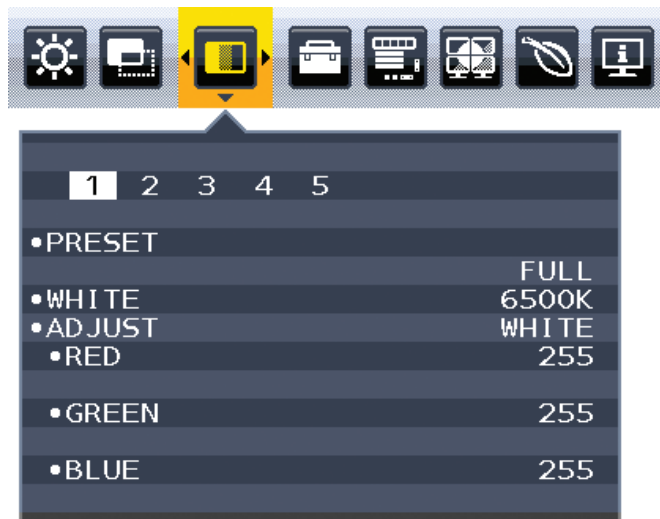 1 2 3 4 5
•PRESET
FULL
•WHITE 6500K
•ADJUST WHITE
•RED 255
•GREEN 255
•BLUE 255